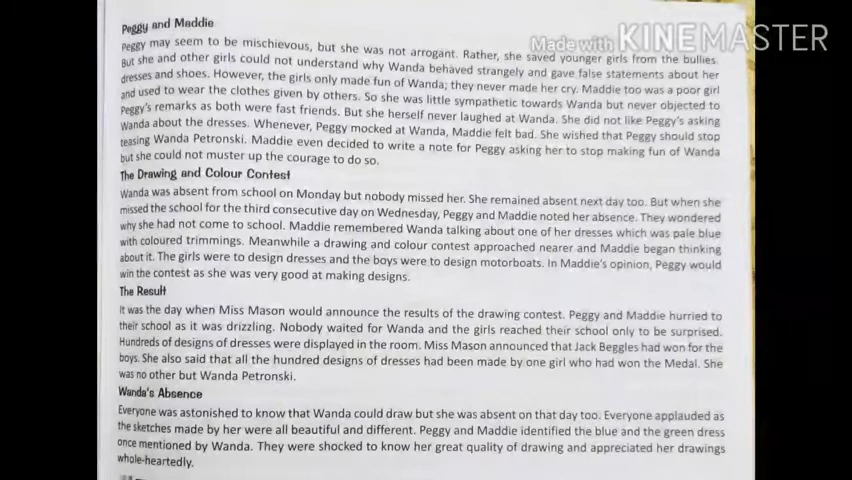 Peggy and Maddie
Made with KINEMASTER
Peggy may seem to be mischievous, but she was not arrogant. Rather, she saved younger girls from the bullies.
But she and other girls could not understand why Wanda behaved strangely and gave false statements about her
dresses and shoes. However, the girls only made fun of Wanda; they never made her cry. Maddie too was a poor girl
and used to wear the clothes given by others. So she was little sympathetic towards Wanda but never objected to
Peggy's remarks as both were fast friends. But she herself never laughed at Wanda. She did not like Peggy's asking
Wanda about the dresses. Whenever, Peggy mocked at Wanda, Maddie felt bad. She wished that Peggy should stop
teasing Wanda Petronski. Maddie even decided to write a note for Peggy asking her to stop making fun of Wanda
but she could not muster up the courage to do so.
The Drawing and Colour Contest
Wanda was absent from school on Monday but nobody missed her. She remained absent next day too. But when she
missed the school for the third consecutive day on Wednesday, Peggy and Maddie noted her absence. They wondered
why she had not come to school. Maddie remembered Wanda talking about one of her dresses which was pale blue
with coloured trimmings. Meanwhile a drawing and colour contest approached nearer and Maddie began thinking
about it. The girls were to design dresses and the boys were to design motorboats. In Maddie's opinion, Peggy would
win the contest as she was very good at making designs.
The Result
It was the day when Miss Mason would announce the results of the drawing contest. Peggy and Maddie hurried to
their school as it was drizzling. Nobody waited for Wanda and the girls reached their school only to be surprised.
Hundreds of designs of dresses were displayed in the room. Miss Mason announced that Jack Beggles had won for the
boys. She also said that all the hundred designs of dresses had been made by one girl who had won the Medal. She
was no other but Wanda Petronski.
Wanda's Absence
Everyone was astonished to know that Wanda could draw but she was absent on that day too. Everyone applauded as
the sketches made by her were all beautiful and different. Peggy and Maddie identified the blue and the green dress
once mentioned by Wanda. They were shocked to know her great quality of drawing and appreciated her drawings
whole-heartedly.